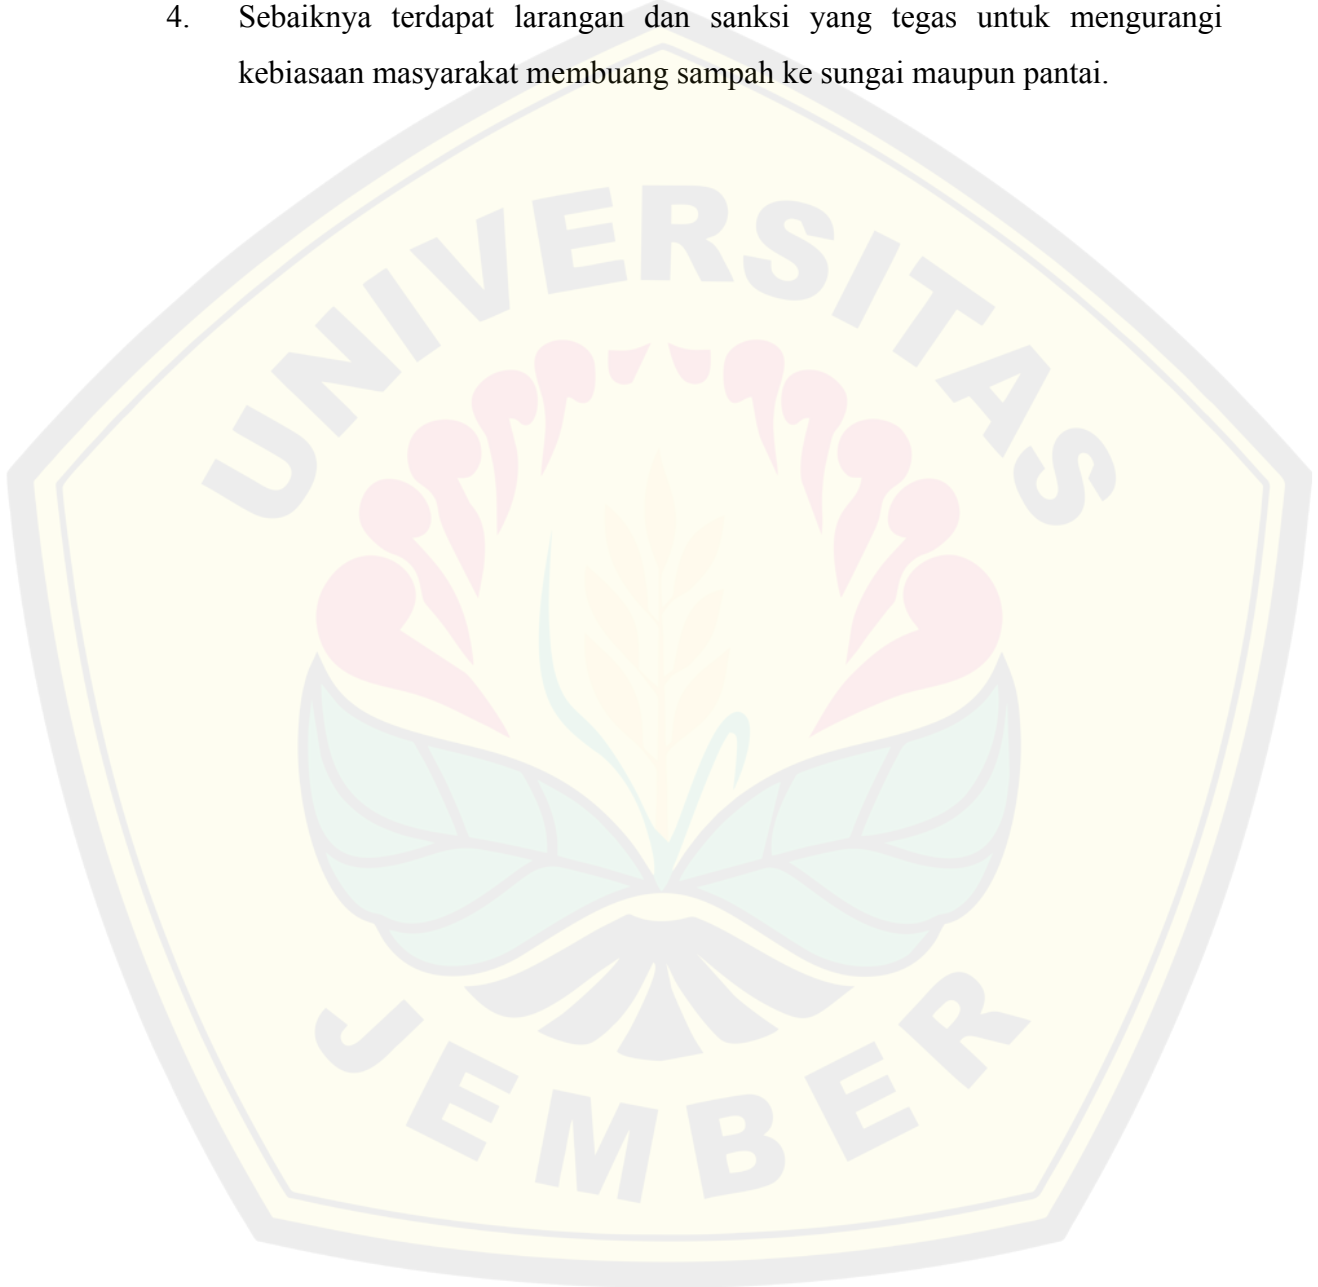 4. Sebaiknya terdapat larangan dan sanksi yang tegas untuk mengurangi
kebiasaan masyarakat membuang sampah ke sungai maupun pantai.
UNIVERSITAS
JEMBER